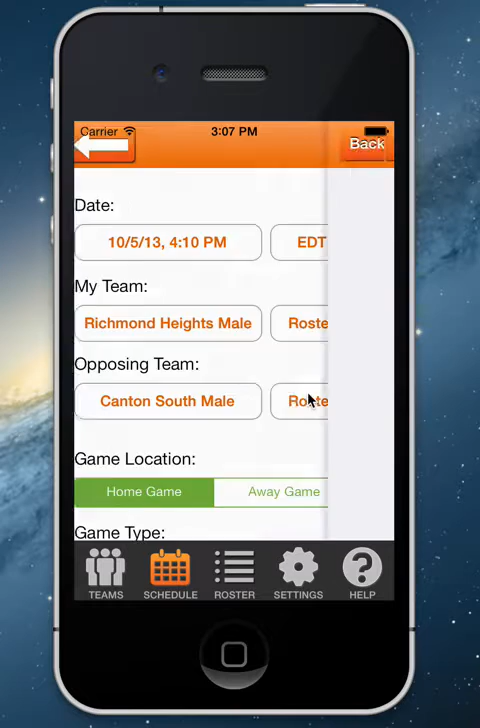 Carrier 3:07 PM
Back
Date:
10/5/13, 4:10 PM EDT
My Team:
Richmond Heights Male Roste
Opposing Team:
Canton South Male Roste
Game Location:
Home Game Away Game
Game Type:
TEAMS SCHEDULE ROSTER SETTINGS HELP